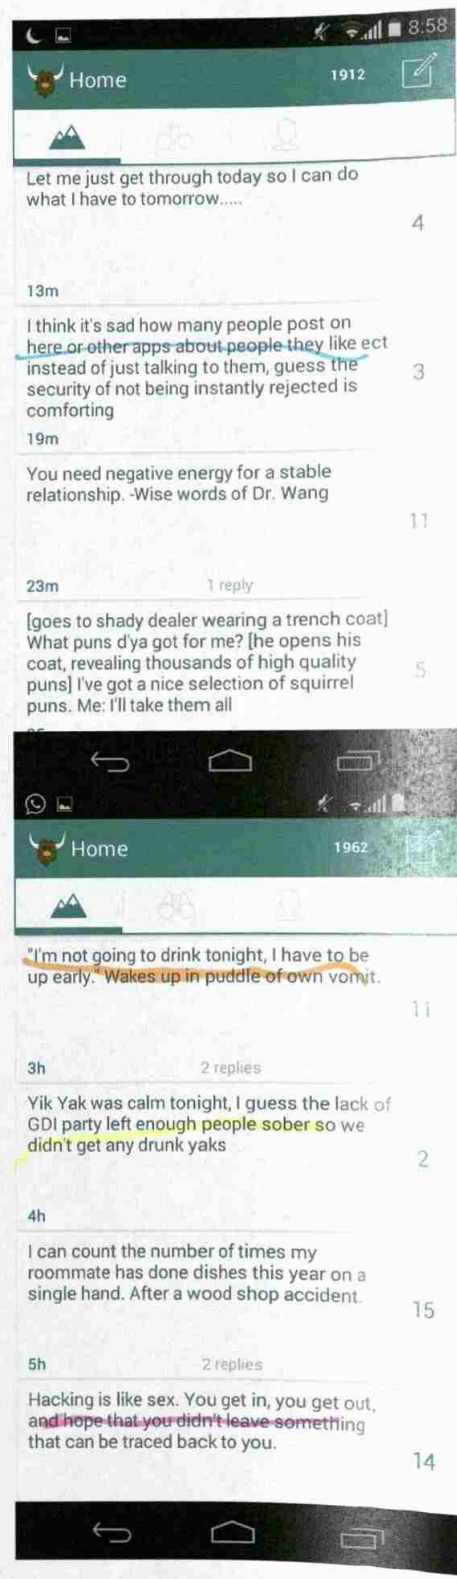 8:58
Home
1912
Let me just get through today so I can do
what I have to tomorrow.....
4
13m
I think it's sad how many people post on
here or other apps about people they like ect
instead of just talking to them, guess the
security of not being instantly rejected is
comforting
3
19m
You need negative energy for a stable
relationship. -Wise words of Dr. Wang
11
23m
1 reply
[goes to shady dealer wearing a trench coat]
What puns d'ya got for me? [he opens his
coat, revealing thousands of high quality
puns] I've got a nice selection of squirrel
puns. Me: I'll take them all
5
Home
1962
"I'm not going to drink tonight, I have to be
up early." Wakes up in puddle of own vomit.
11
3h
2 replies
Yik Yak was calm tonight, I guess the lack of
GDI party left enough people sober so we
didn't get any drunk yaks
2
4h
I can count the number of times my
roommate has done dishes this year on a
single hand. After a wood shop accident.
15
5h
2 replies
Hacking is like sex. You get in, you get out,
and hope that you didn't leave something
that can be traced back to you.
14